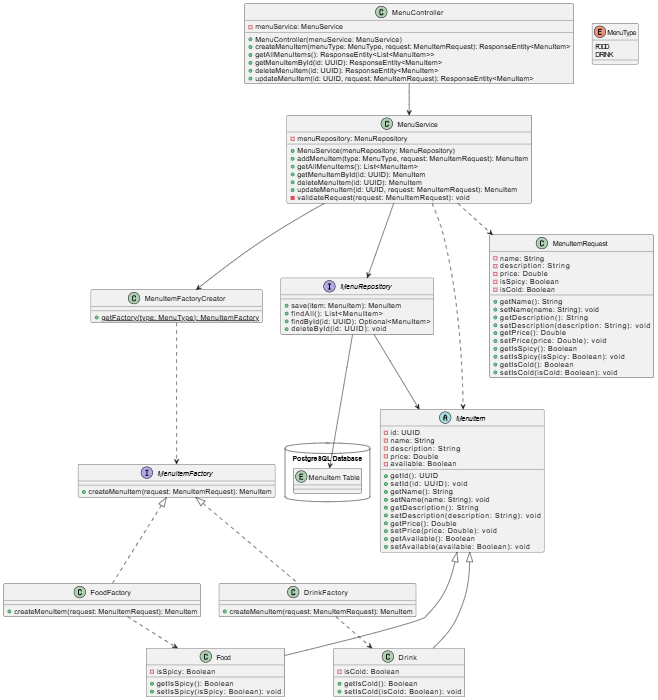 MenuController
menuService: MenuService
MenuController(menuService: MenuService)
createMenuItem(menuType: MenuType, request: MenuItemRequest): ResponseEntity<MenuItem>
getAllMenuItems(): ResponseEntity<List<MenuItem>>
getMenuItemById(id: UUID): ResponseEntity<MenuItem>
deleteMenuItem(id: UUID): ResponseEntity<MenuItem>
updateMenuItem(id: UUID, request: MenuItemRequest): ResponseEntity<MenuItem>
MenuType
FOOD
DRINK
MenuService
menuRepository: MenuRepository
MenuService(menuRepository: MenuRepository)
addMenuItem(type: MenuType, request: MenuItemRequest): MenuItem
getAllMenuItems(): List<MenuItem>
getMenuItemById(id: UUID): MenuItem
deleteMenuItem(id: UUID): MenuItem
updateMenuItem(id: UUID, request: MenuItemRequest): MenuItem
validateRequest(request: MenuItemRequest): void
MenuItemRequest
name: String
description: String
price: Double
isSpicy: Boolean
isCold: Boolean
getName(): String
setName(name: String): void
getDescription(): String
setDescription(description: String): void
getPrice(): Double
setPrice(price: Double): void
getIsSpicy(): Boolean
setIsSpicy(isSpicy: Boolean): void
getIsCold(): Boolean
setIsCold(isCold: Boolean): void
MenuItemFactoryCreator
getFactory(type: MenuType): MenuItemFactory
MenuRepository
save(item: MenuItem): MenuItem
findAll(): List<MenuItem>
findById(id: UUID): Optional<MenuItem>
deleteById(id: UUID): void
MenuItem
id: UUID
name: String
description: String
price: Double
available: Boolean
getId(): UUID
setId(id: UUID): void
getName(): String
setName(name: String): void
getDescription(): String
setDescription(description: String): void
getPrice(): Double
setPrice(price: Double): void
getAvailable(): Boolean
setAvailable(available: Boolean): void
PostgreSQL Database
MenuItem Table
MenuItemFactory
createMenuItem(request: MenuItemRequest): MenuItem
FoodFactory
createMenuItem(request: MenuItemRequest): MenuItem
DrinkFactory
createMenuItem(request: MenuItemRequest): MenuItem
Food
isSpicy: Boolean
getIsSpicy(): Boolean
setIsSpicy(isSpicy: Boolean): void
Drink
isCold: Boolean
getIsCold(): Boolean
setIsCold(isCold: Boolean): void